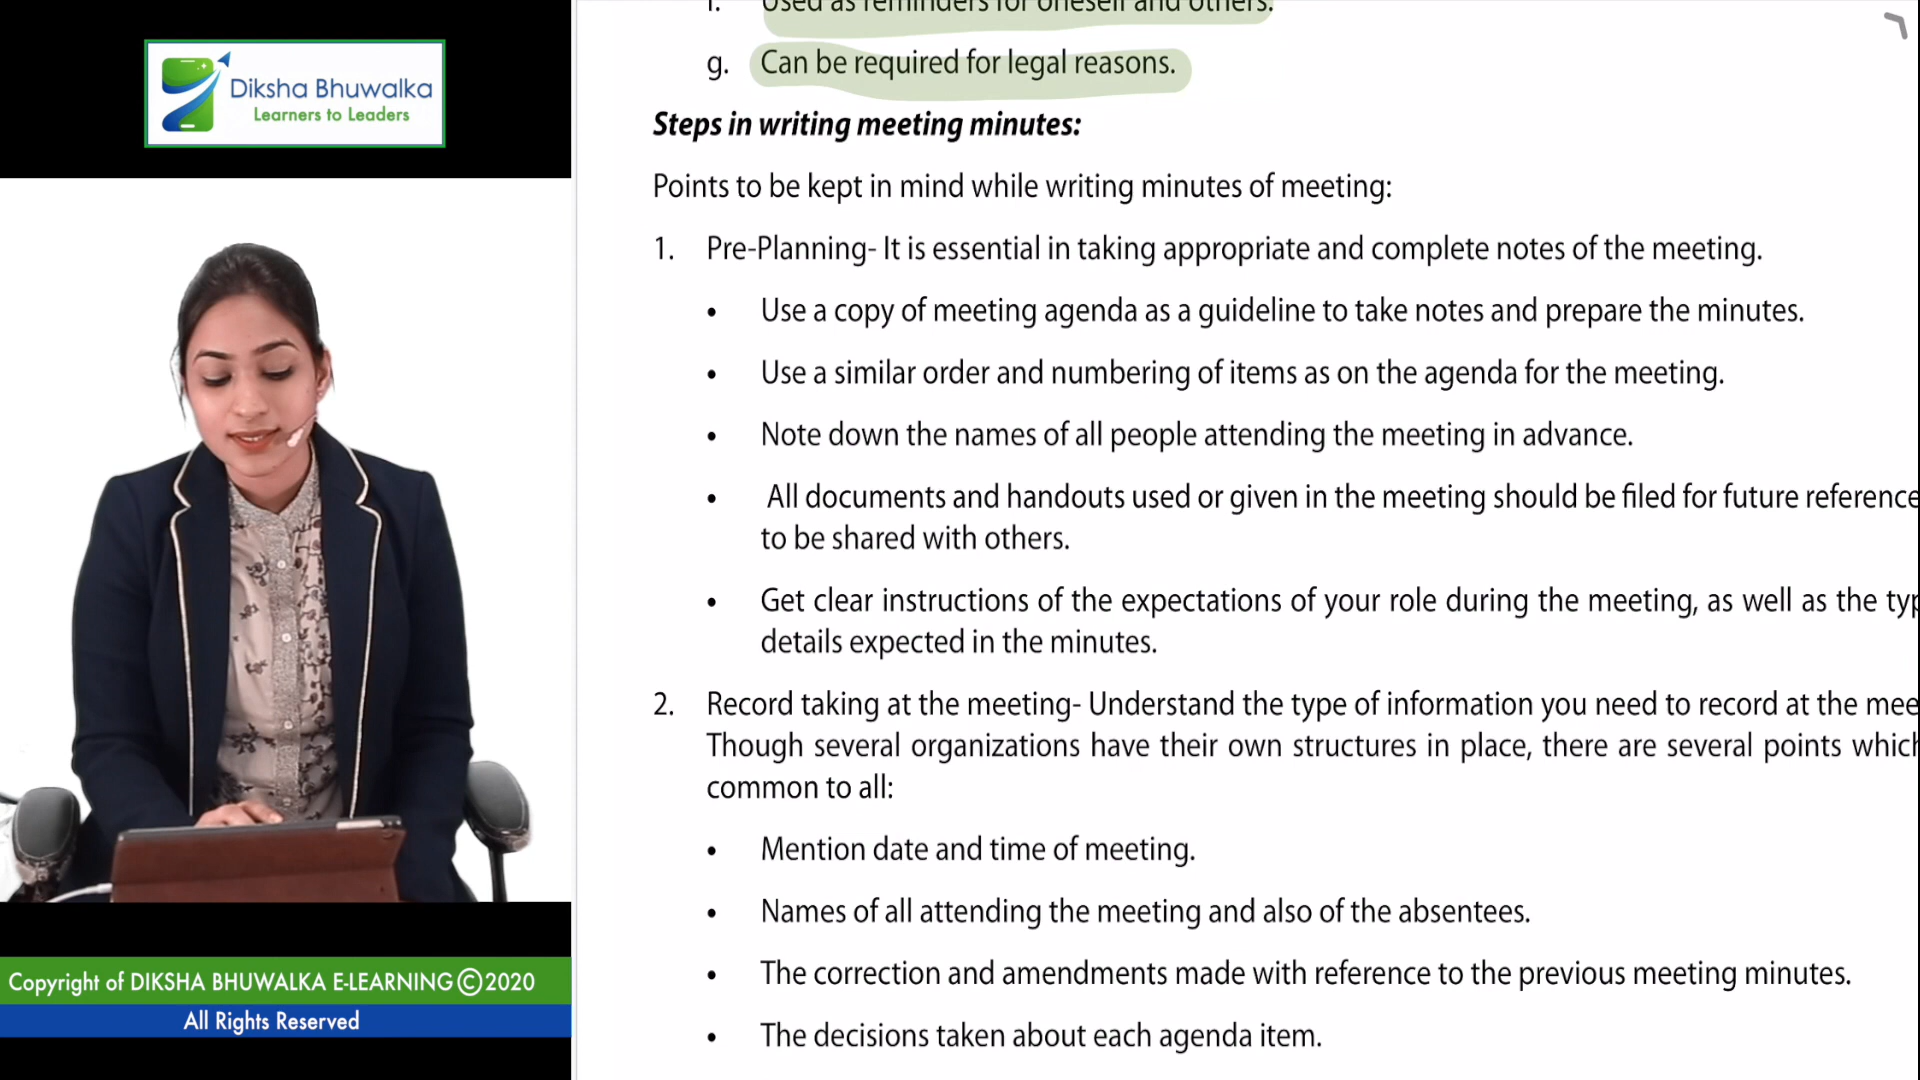 Diksha Bhuwalka
Learners to Leaders
f. Used as reminders for oneself and others.
g. Can be required for legal reasons.
Steps in writing meeting minutes:
Points to be kept in mind while writing minutes of meeting:
1. Pre-Planning- It is essential in taking appropriate and complete notes of the meeting.
• Use a copy of meeting agenda as a guideline to take notes and prepare the minutes.
• Use a similar order and numbering of items as on the agenda for the meeting.
• Note down the names of all people attending the meeting in advance.
• All documents and handouts used or given in the meeting should be filed for future reference
to be shared with others.
• Get clear instructions of the expectations of your role during the meeting, as well as the typ
details expected in the minutes.
2. Record taking at the meeting- Understand the type of information you need to record at the mee
Though several organizations have their own structures in place, there are several points which
common to all:
• Mention date and time of meeting.
• Names of all attending the meeting and also of the absentees.
• The correction and amendments made with reference to the previous meeting minutes.
• The decisions taken about each agenda item.
Copyright of DIKSHA BHUWALKA E-LEARNING©2020
All Rights Reserved